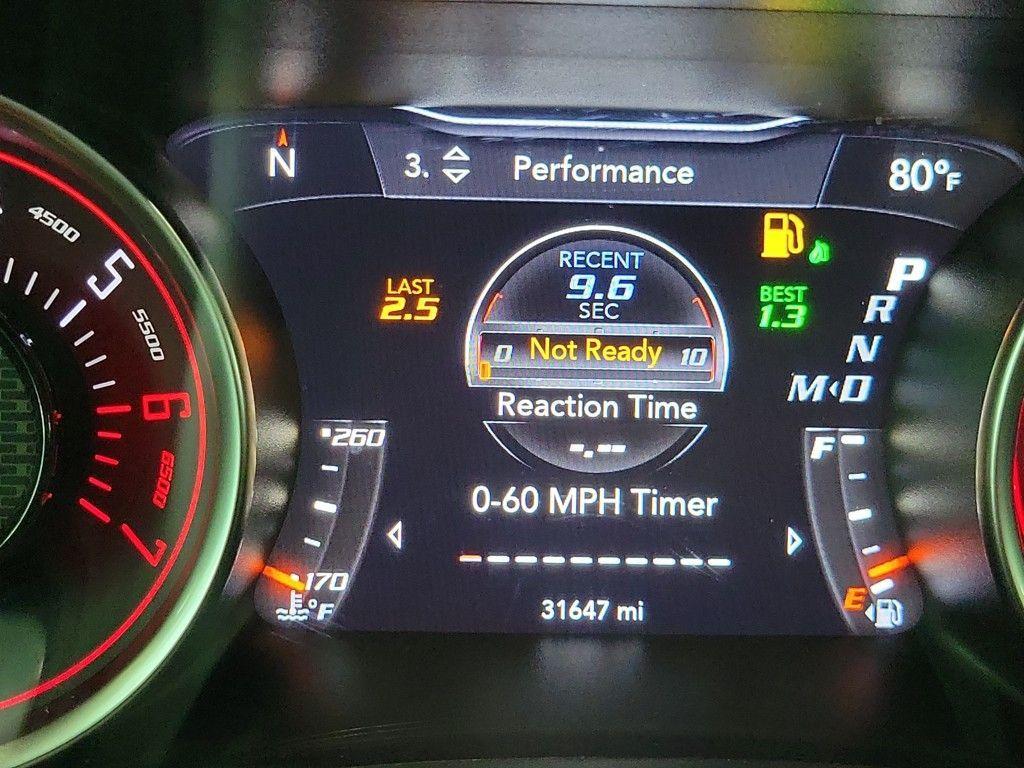 N
3. Performance
80°F
4500
5
5500
6
6500
7
LAST
2.5
RECENT
9.6
SEC
BEST
1.3
0 Not Ready 10
Reaction Time
-.--
0-60 MPH Timer
31647 mi
P
R
N
M D
260
170
°F
F
E